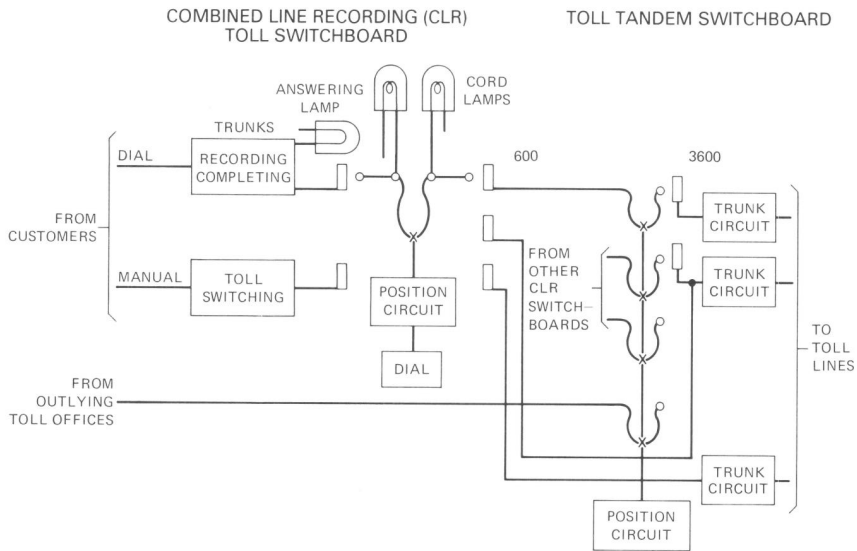 COMBINED LINE RECORDING (CLR)
TOLL SWITCHBOARD
TOLL TANDEM SWITCHBOARD
ANSWERING
LAMP
CORD
LAMPS
TRUNKS
DIAL
RECORDING
COMPLETING
600
3600
TRUNK
CIRCUIT
FROM
CUSTOMERS
FROM
OTHER
CLR
SWITCH–
BOARDS
TRUNK
CIRCUIT
MANUAL
TOLL
SWITCHING
POSITION
CIRCUIT
TO
TOLL
LINES
DIAL
FROM
OUTLYING
TOLL OFFICES
TRUNK
CIRCUIT
POSITION
CIRCUIT